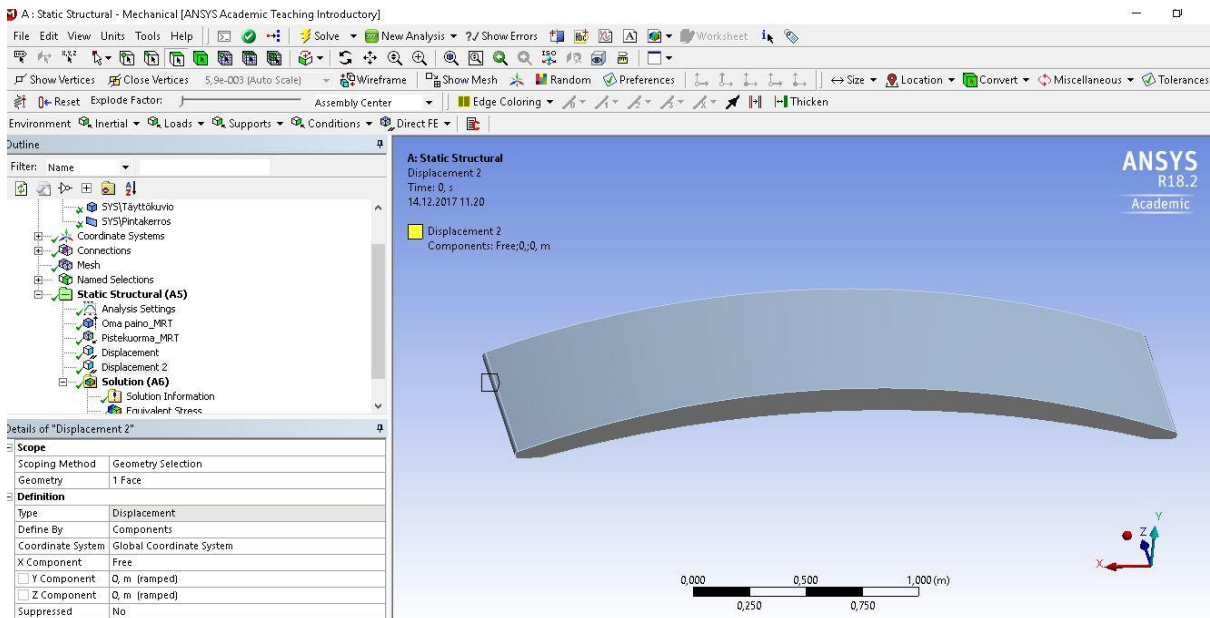 A : Static Structural - Mechanical [ANSYS Academic Teaching Introductory]
File Edit View Units Tools Help Solve New Analysis ?/ Show Errors Worksheet
Show Vertices Close Vertices 5,9e-003 (Auto Scale) Wireframe Show Mesh Random Preferences Size Location Convert Miscellaneous Tolerances
Reset Explode Factor: Assembly Center Edge Coloring Thicken
Environment Inertial Loads Supports Conditions Direct FE
Outline
Filter: Name
SYS\Täyttökuvio
SYS\Pintakerros
Coordinate Systems
Connections
Mesh
Named Selections
Static Structural (A5)
Analysis Settings
Oma paino_MRT
Pistekuorma_MRT
Displacement
Displacement 2
Solution (A6)
Solution Information
Equivalent Stress
Details of "Displacement 2"
Scope
Scoping Method Geometry Selection
Geometry 1 Face
Definition
Type Displacement
Define By Components
Coordinate System Global Coordinate System
X Component Free
Y Component 0, m (ramped)
Z Component 0, m (ramped)
Suppressed No
A: Static Structural
Displacement 2
Time: 0, s
14.12.2017 11.20
Displacement 2
Components: Free;0,;0, m
ANSYS
R18.2
Academic
Y
Z
X
0,000 0,500 1,000 (m)
0,250 0,750